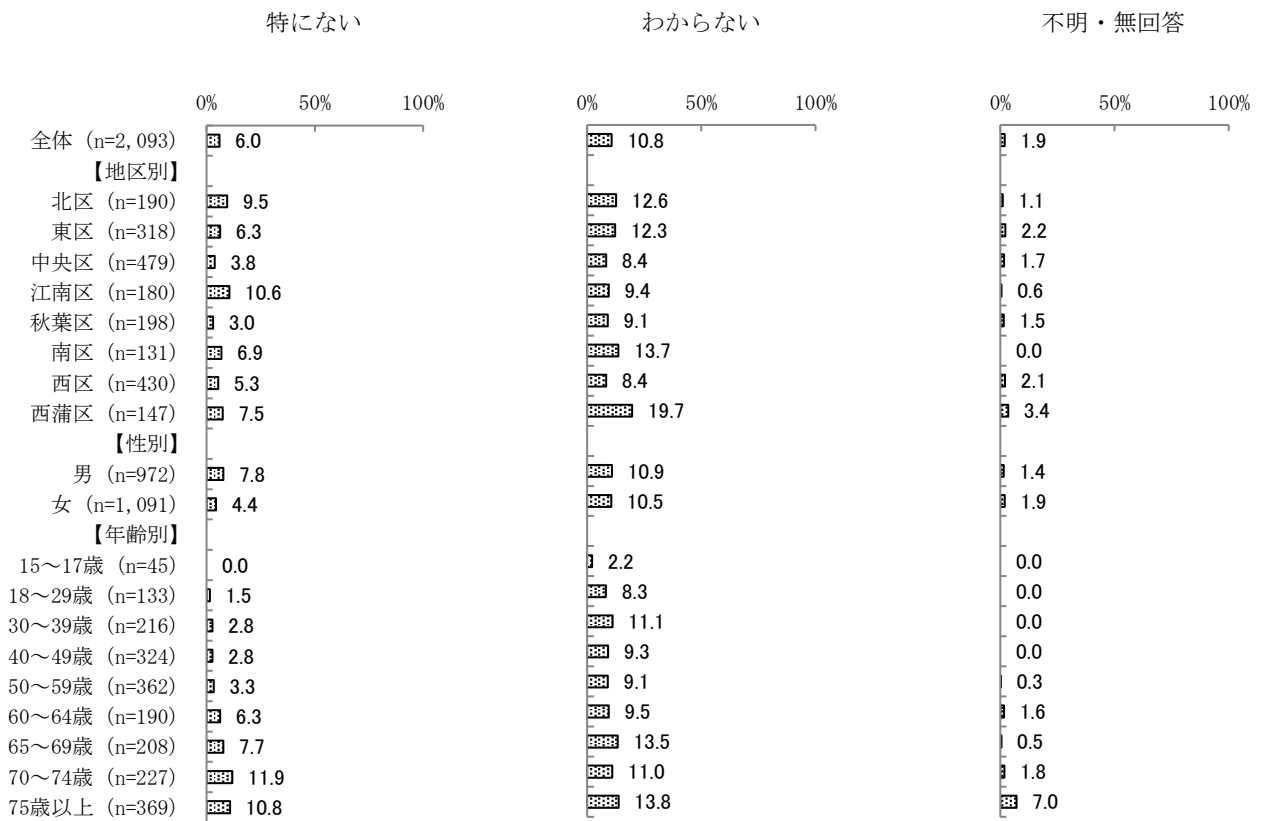 特にない わからない 不明・無回答
0% 50% 100% 0% 50% 100% 0% 50% 100%
全体 (n=2,093) 6.0 10.8 1.9
【地区別】
北区 (n=190) 9.5 12.6 1.1
東区 (n=318) 6.3 12.3 2.2
中央区 (n=479) 3.8 8.4 1.7
江南区 (n=180) 10.6 9.4 0.6
秋葉区 (n=198) 3.0 9.1 1.5
南区 (n=131) 6.9 13.7 0.0
西区 (n=430) 5.3 8.4 2.1
西蒲区 (n=147) 7.5 19.7 3.4
【性別】
男 (n=972) 7.8 10.9 1.4
女 (n=1,091) 4.4 10.5 1.9
【年齢別】
15～17歳 (n=45) 0.0 2.2 0.0
18～29歳 (n=133) 1.5 8.3 0.0
30～39歳 (n=216) 2.8 11.1 0.0
40～49歳 (n=324) 2.8 9.3 0.0
50～59歳 (n=362) 3.3 9.1 0.3
60～64歳 (n=190) 6.3 9.5 1.6
65～69歳 (n=208) 7.7 13.5 0.5
70～74歳 (n=227) 11.9 11.0 1.8
75歳以上 (n=369) 10.8 13.8 7.0